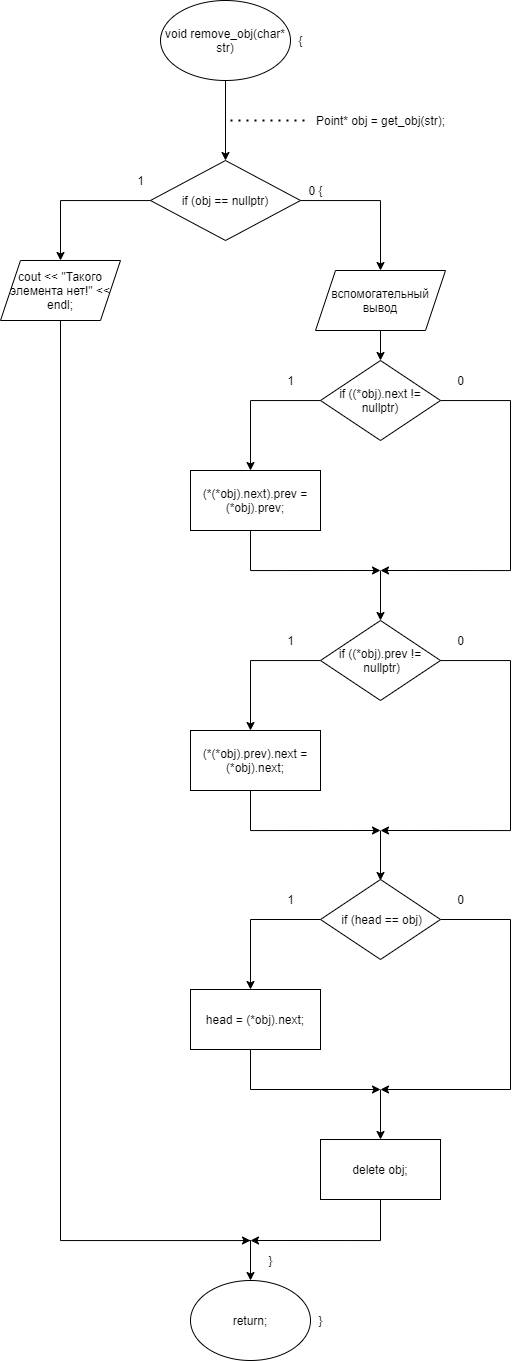 void remove_obj(char*
str)
{
Point* obj = get_obj(str);
1
if (obj == nullptr)
0 {
cout << "Такого
элемента нет!" <<
endl;
вспомогательный
вывод
1
if ((*obj).next !=
nullptr)
0
(*(*obj).next).prev =
(*obj).prev;
1
if ((*obj).prev !=
nullptr)
0
(*(*obj).prev).next =
(*obj).next;
1
if (head == obj)
0
head = (*obj).next;
delete obj;
}
return;
}